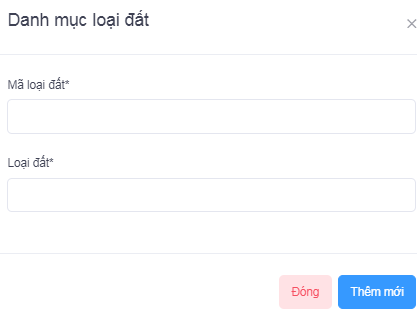 Danh mục loại đất
Mã loại đất*
Loại đất*
Đóng
Thêm mới